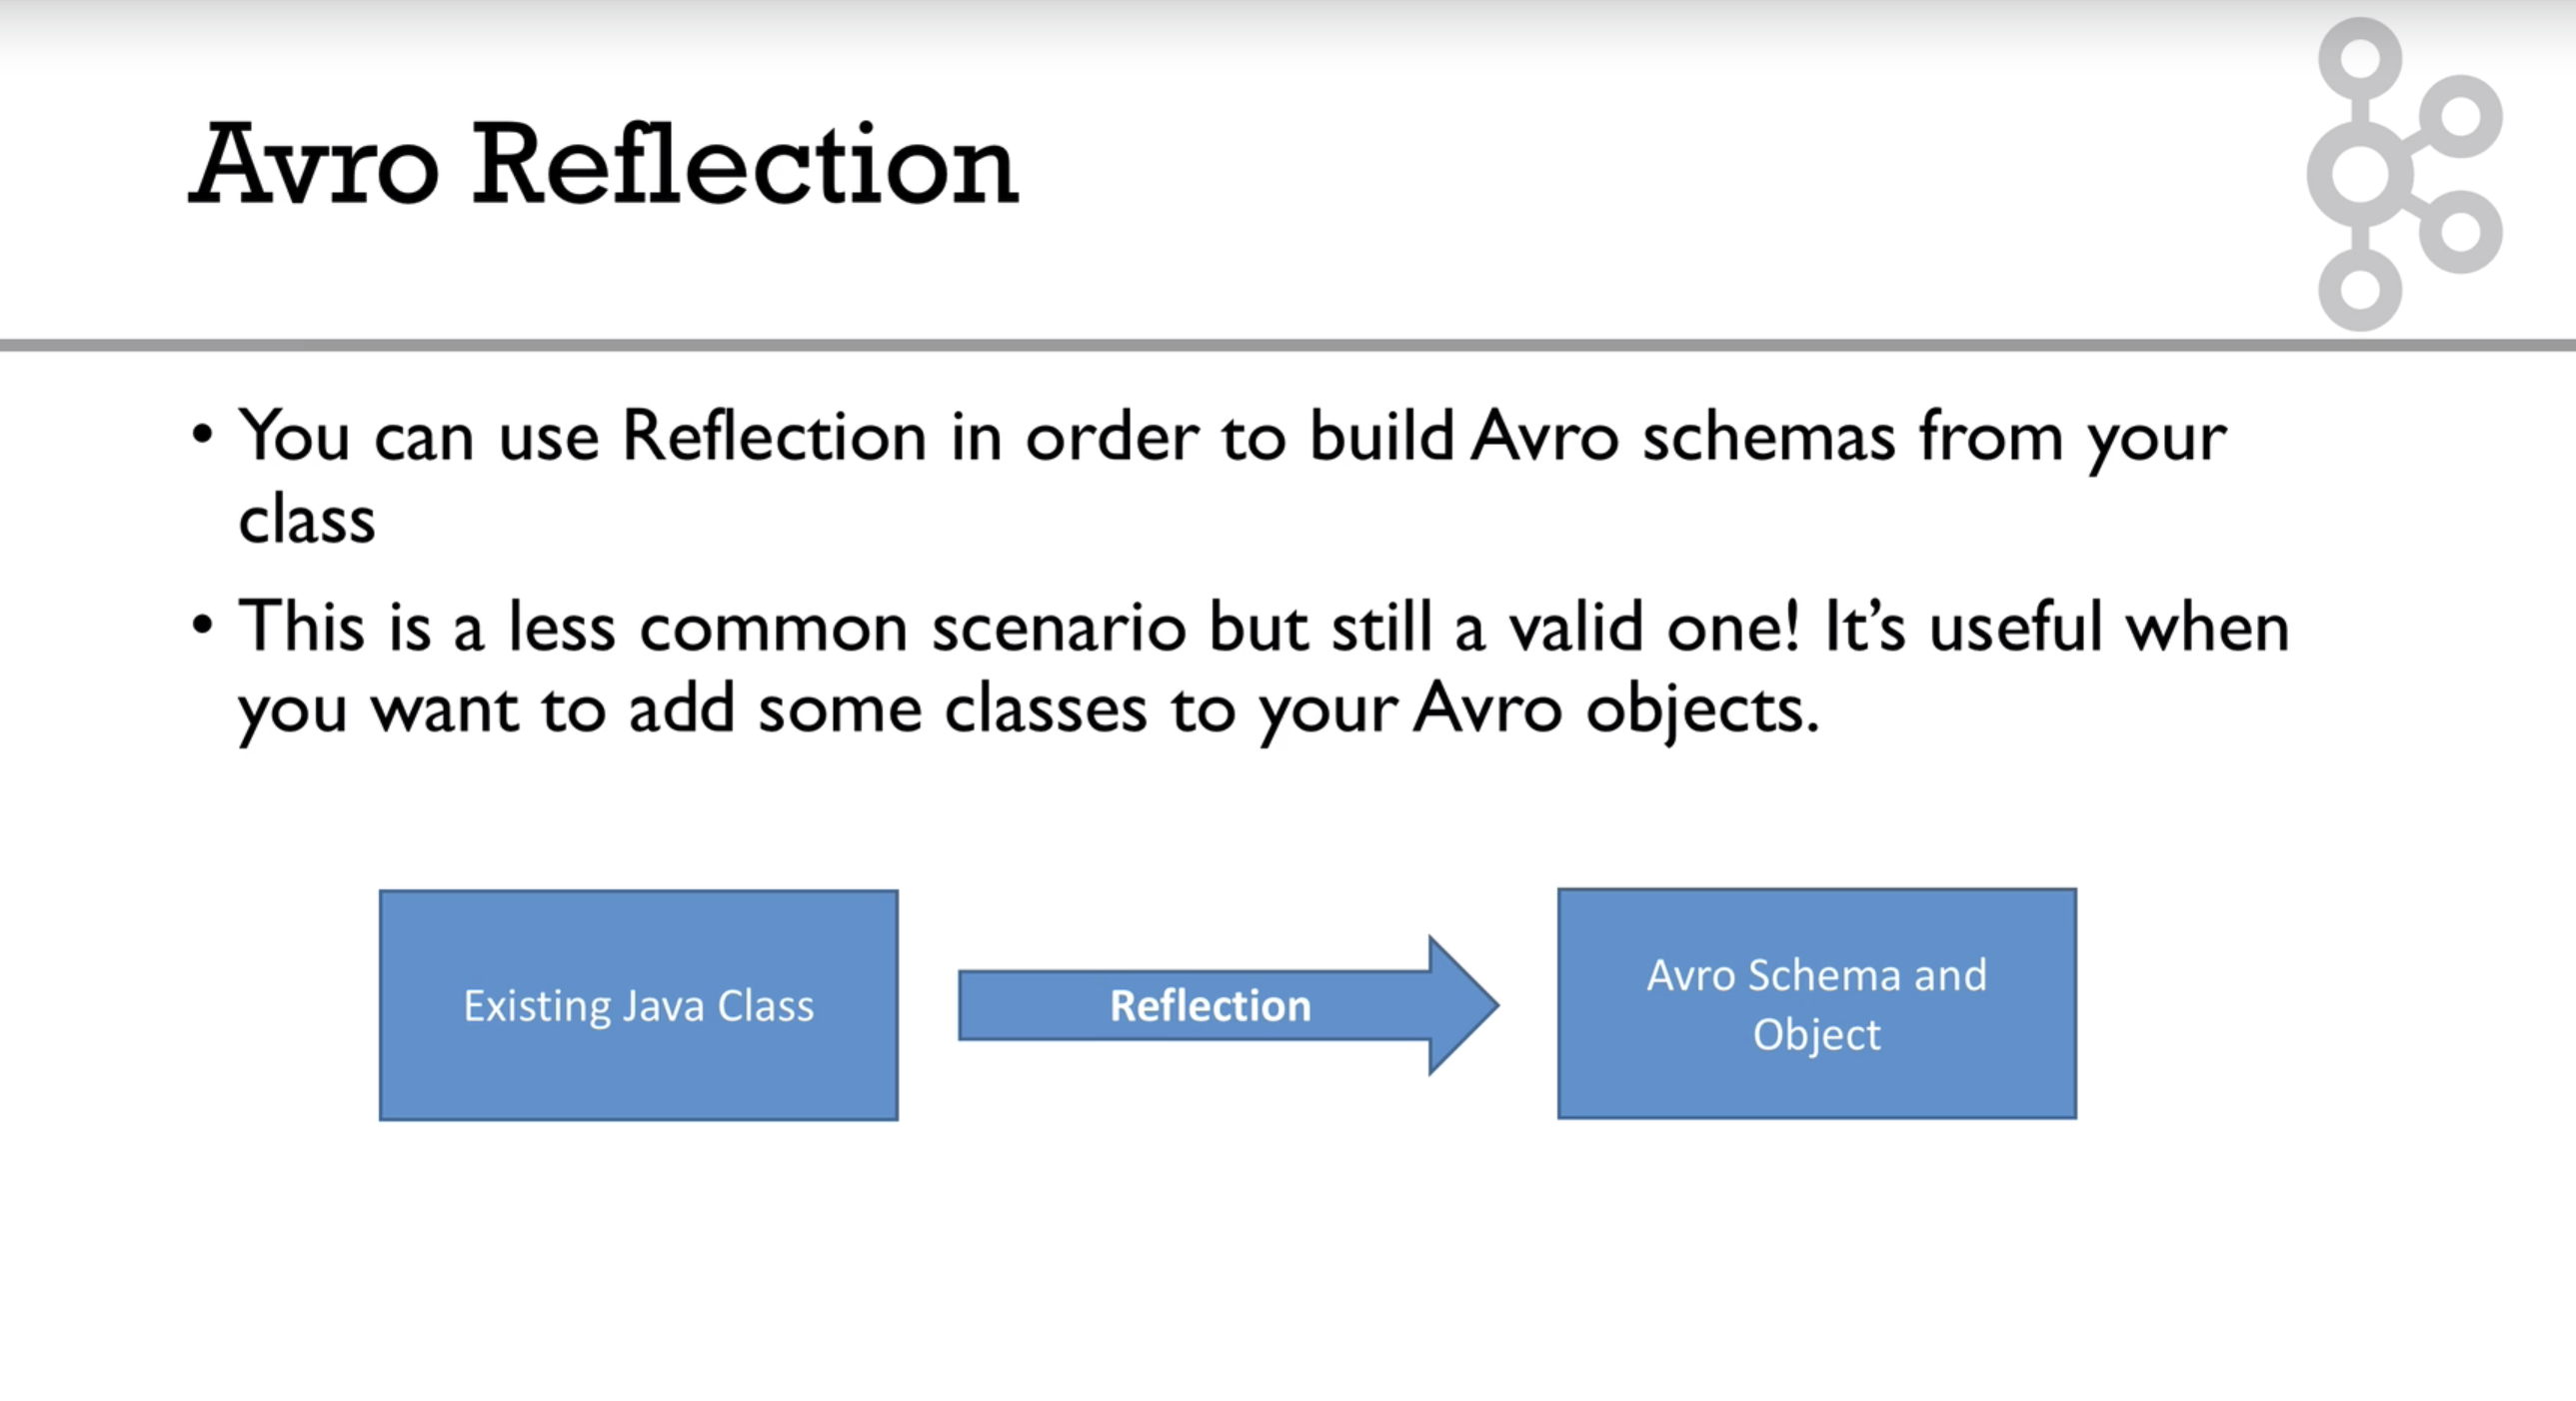 Avro Reflection
• You can use Reflection in order to build Avro schemas from your
class
• This is a less common scenario but still a valid one! It’s useful when
you want to add some classes to your Avro objects.
Existing Java Class
Reflection
Avro Schema and
Object